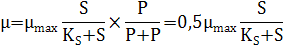 μ=μmax S/(KS+S) × P/(P+P) =0,5μmax S/(KS+S)